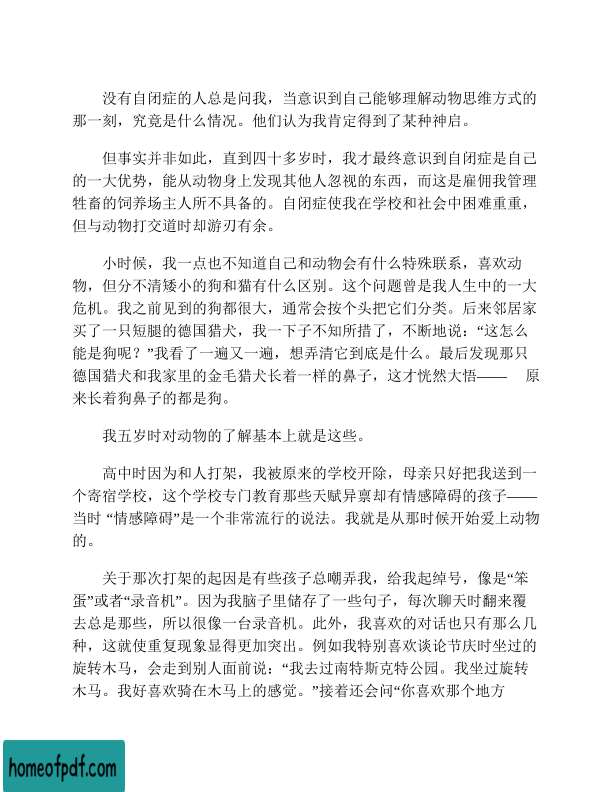 没有自闭症的人总是问我，当意识到自己能够理解动物思维方式的
那一刻，究竟是什么情况。他们认为我肯定得到了某种神启。
但事实并非如此，直到四十多岁时，我才最终意识到自闭症是自己
的一大优势，能从动物身上发现其他人忽视的东西，而这是雇佣我管理
牲畜的饲养场主人所不具备的。自闭症使我在学校和社会中困难重重，
但与动物打交道时却游刃有余。
小时候，我一点也不知道自己和动物会有什么特殊联系，喜欢动
物，但分不清矮小的狗和猫有什么区别。这个问题曾是我人生中的一大
危机。我之前见到的狗都很大，通常会按个头把它们分类。后来邻居家
买了一只短腿的德国猎犬，我一下子不知所措了，不断地说：“这怎么
能是狗呢？”我看了一遍又一遍，想弄清它到底是什么。最后发现那只
德国猎犬和我家里的金毛猎犬长着一样的鼻子，这才恍然大悟—— 原
来长着狗鼻子的都是狗。
我五岁时对动物的了解基本上就是这些。
高中时因为和人打架，我被原来的学校开除，母亲只好把我送到一
个寄宿学校，这个学校专门教育那些天赋异禀却有情感障碍的孩子——
当时 “情感障碍”是一个非常流行的说法。我就是从那时候开始爱上动物
的。
关于那次打架的起因是有些孩子总嘲弄我，给我起绰号，像是“笨
蛋”或者“录音机”。因为我脑子里储存了一些句子，每次聊天时翻来覆
去总是那些，所以很像一台录音机。此外，我喜欢的对话也只有那么几
种，这就使重复现象显得更加突出。例如我特别喜欢谈论节庆时坐过的
旋转木马，会走到别人面前说：“我去过南特斯克特公园。我坐过旋转
木马。我好喜欢骑在木马上的感觉。”接着还会问“你喜欢那个地方
homeofpdf.com